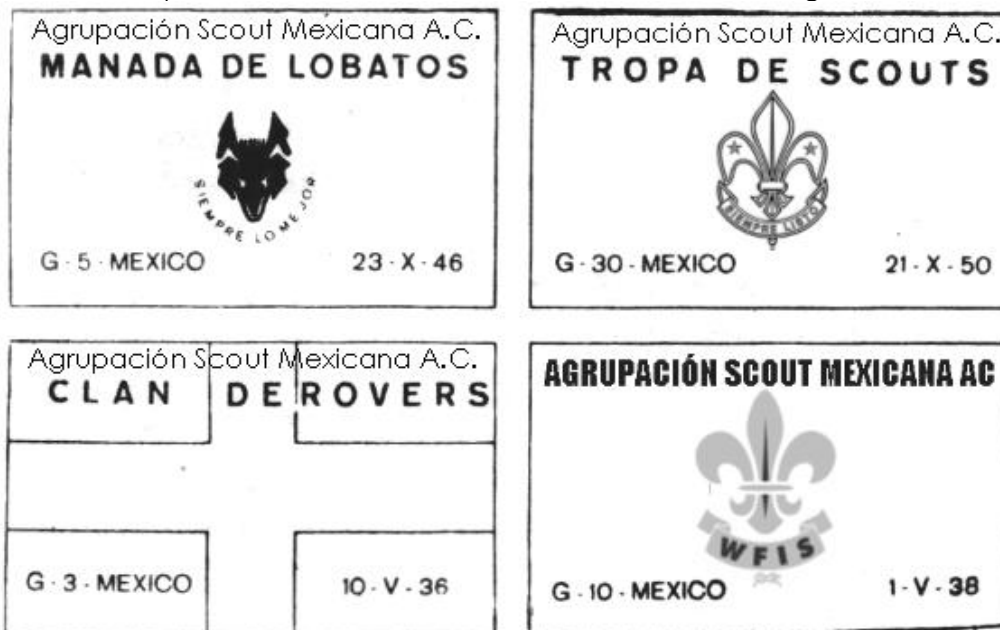 Agrupación Scout Mexicana A.C.
MANADA DE LOBATOS
SIEMPRE LO MEJOR
G - 5 - MEXICO 23 - X - 46
Agrupación Scout Mexicana A.C.
TROPA DE SCOUTS
SIEMPRE LISTO
G - 30 - MEXICO 21 - X - 50
Agrupación Scout Mexicana A.C.
CLAN DE ROVERS
G - 3 - MEXICO 10 - V - 36
AGRUPACIÓN SCOUT MEXICANA AC
WFIS
G - 10 - MEXICO 1 - V - 38